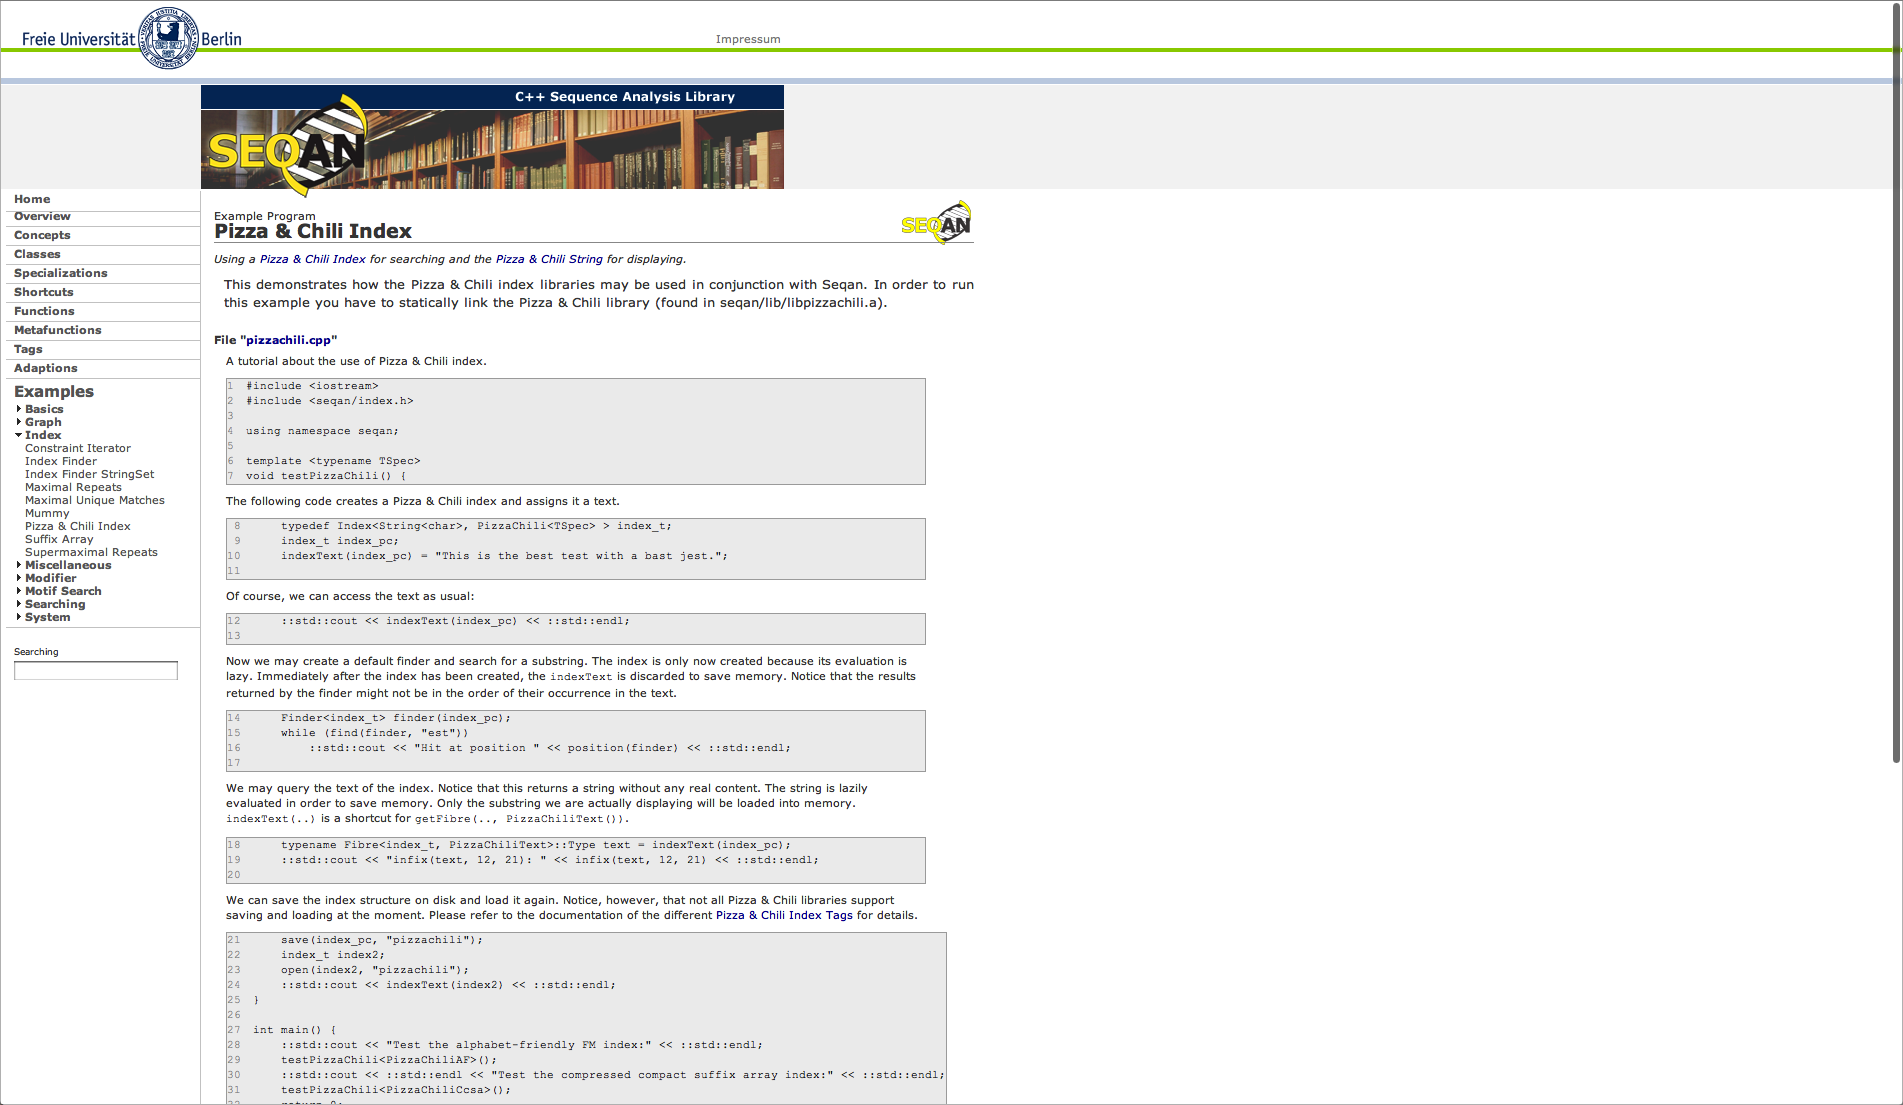 Freie Universität Berlin
Impressum
C++ Sequence Analysis Library
SEQAN
Home
Overview
Concepts
Classes
Specializations
Shortcuts
Functions
Metafunctions
Tags
Adaptions
Examples
Basics
Graph
Index
Constraint Iterator
Index Finder
Index Finder StringSet
Maximal Repeats
Maximal Unique Matches
Mummy
Pizza & Chili Index
Suffix Array
Supermaximal Repeats
Miscellaneous
Modifier
Motif Search
Searching
System
Searching
Example Program
Pizza & Chili Index
SEQAN
Using a Pizza & Chili Index for searching and the Pizza & Chili String for displaying.
This demonstrates how the Pizza & Chili index libraries may be used in conjunction with Seqan. In order to run
this example you have to statically link the Pizza & Chili library (found in seqan/lib/libpizzachili.a).
File "pizzachili.cpp"
A tutorial about the use of Pizza & Chili index.
1 #include <iostream>
2 #include <seqan/index.h>
3
4 using namespace seqan;
5
6 template <typename TSpec>
7 void testPizzaChili() {
The following code creates a Pizza & Chili index and assigns it a text.
8 typedef Index<String<char>, PizzaChili<TSpec> > index_t;
9 index_t index_pc;
10 indexText(index_pc) = "This is the best test with a bast jest.";
11
Of course, we can access the text as usual:
12 ::std::cout << indexText(index_pc) << ::std::endl;
13
Now we may create a default finder and search for a substring. The index is only now created because its evaluation is
lazy. Immediately after the index has been created, the indexText is discarded to save memory. Notice that the results
returned by the finder might not be in the order of their occurrence in the text.
14 Finder<index_t> finder(index_pc);
15 while (find(finder, "est"))
16 ::std::cout << "Hit at position " << position(finder) << ::std::endl;
17
We may query the text of the index. Notice that this returns a string without any real content. The string is lazily
evaluated in order to save memory. Only the substring we are actually displaying will be loaded into memory.
indexText(..) is a shortcut for getFibre(.., PizzaChiliText()).
18 typename Fibre<index_t, PizzaChiliText>::Type text = indexText(index_pc);
19 ::std::cout << "infix(text, 12, 21): " << infix(text, 12, 21) << ::std::endl;
20
We can save the index structure on disk and load it again. Notice, however, that not all Pizza & Chili libraries support
saving and loading at the moment. Please refer to the documentation of the different Pizza & Chili Index Tags for details.
21 save(index_pc, "pizzachili");
22 index_t index2;
23 open(index2, "pizzachili");
24 ::std::cout << indexText(index2) << ::std::endl;
25 }
26
27 int main() {
28 ::std::cout << "Test the alphabet-friendly FM index:" << ::std::endl;
29 testPizzaChili<PizzaChiliAF>();
30 ::std::cout << ::std::endl << "Test the compressed compact suffix array index:" << ::std::endl;
31 testPizzaChili<PizzaChiliCcsa>();